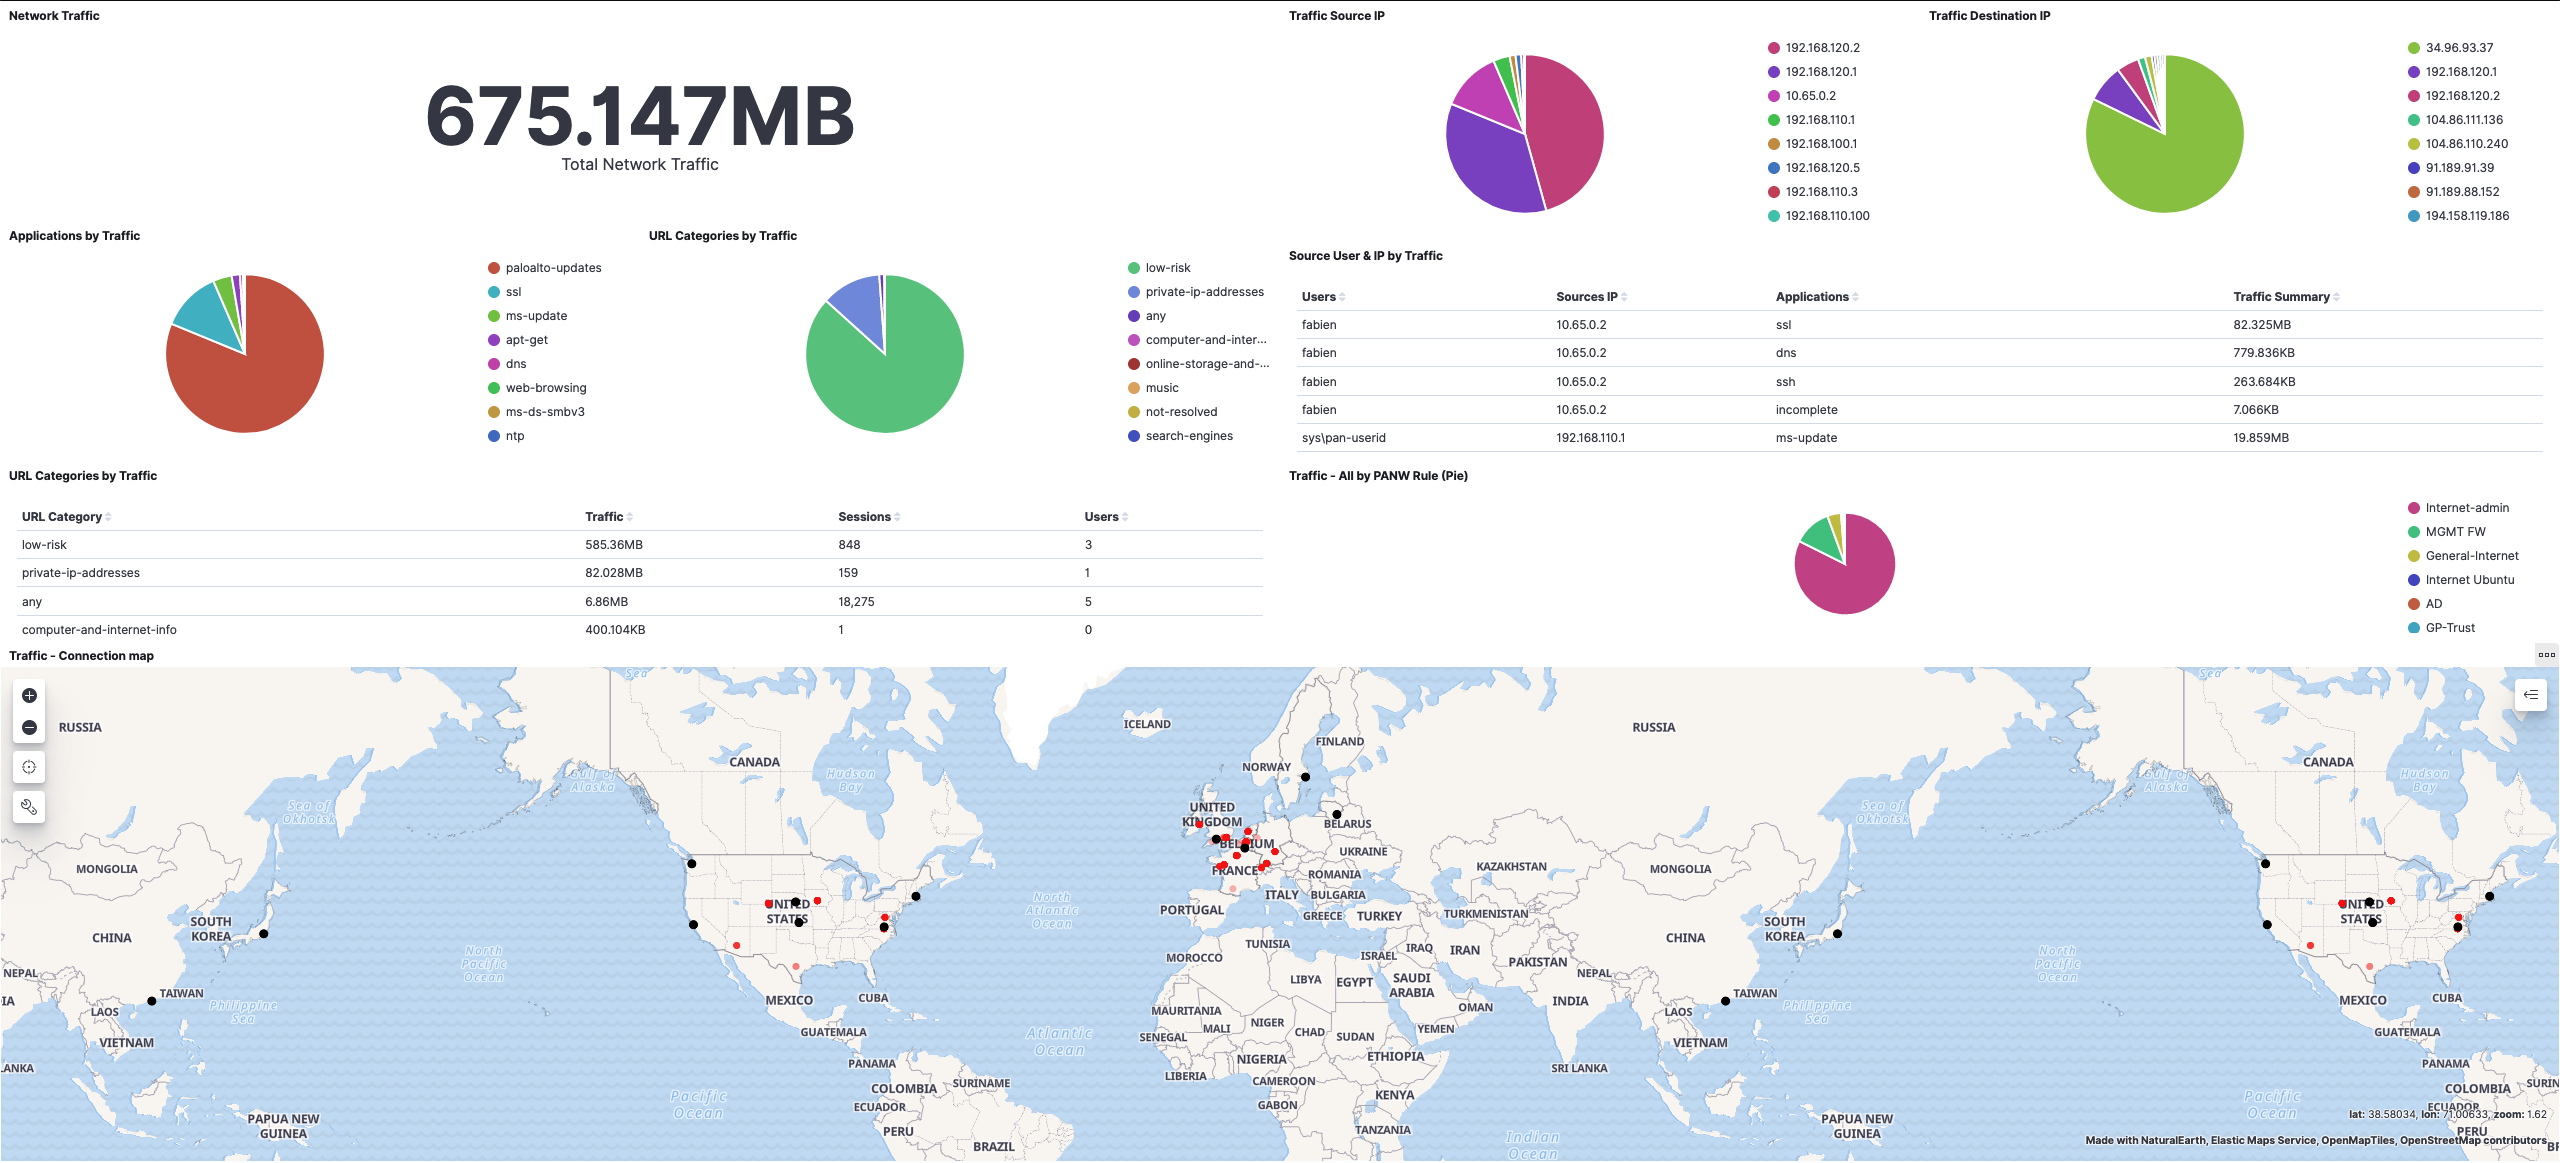 Network Traffic
675.147MB
Total Network Traffic
Traffic Source IP
192.168.120.2
192.168.120.1
10.65.0.2
192.168.110.1
192.168.100.1
192.168.120.5
192.168.110.3
192.168.110.100
Traffic Destination IP
34.96.93.37
192.168.120.1
192.168.120.2
104.86.111.136
104.86.110.240
91.189.91.39
91.189.88.152
194.158.119.186
Applications by Traffic
paloalto-updates
ssl
ms-update
apt-get
dns
web-browsing
ms-ds-smbv3
ntp
URL Categories by Traffic
low-risk
private-ip-addresses
any
computer-and-inter...
online-storage-and-...
music
not-resolved
search-engines
Source User & IP by Traffic
Users Sources IP Applications Traffic Summary
fabien 10.65.0.2 ssl 82.325MB
fabien 10.65.0.2 dns 779.836KB
fabien 10.65.0.2 ssh 263.684KB
fabien 10.65.0.2 incomplete 7.066KB
sys\pan-userid 192.168.110.1 ms-update 19.859MB
URL Categories by Traffic
URL Category Traffic Sessions Users
low-risk 585.36MB 848 3
private-ip-addresses 82.028MB 159 1
any 6.86MB 18,275 5
computer-and-internet-info 400.104KB 1 0
Traffic - All by PANW Rule (Pie)
Internet-admin
MGMT FW
General-Internet
Internet Ubuntu
AD
GP-Trust
Traffic - Connection map
RUSSIA
MONGOLIA
CHINA
SOUTH
KOREA
NEPAL
TAIWAN
LAOS
VIETNAM
PAPUA NEW
GUINEA
Sea of
Okhotsk
Philippine
Sea
Gulf of
Alaska
North
Pacific
Ocean
CANADA
Hudson
Bay
UNITED
STATES
MEXICO
CUBA
GUATEMALA
PANAMA
COLOMBIA
SURINAME
ECUADOR
PERU
BRAZIL
Pacific
Ocean
North
Atlantic
Ocean
Atlantic
Ocean
ICELAND
NORWAY
FINLAND
UNITED
KINGDOM
BELGIUM
FRANCE
BELARUS
UKRAINE
ROMANIA
ITALY
BULGARIA
PORTUGAL
GREECE
TURKEY
TUNISIA
MOROCCO
LIBYA
EGYPT
ISRAEL
IRAQ
IRAN
SAUDI
ARABIA
OMAN
YEMEN
MAURITANIA
MALI
NIGER
CHAD
SUDAN
SENEGAL
NIGERIA
ETHIOPIA
LIBERIA
CAMEROON
GABON
KENYA
TANZANIA
RUSSIA
KAZAKHSTAN
MONGOLIA
TURKMENISTAN
CHINA
PAKISTAN
NEPAL
INDIA
SRI LANKA
SOUTH
KOREA
TAIWAN
LAOS
VIETNAM
PAPUA NEW
GUINEA
Indian
Ocean
Sea of
Okhotsk
Philippine
Sea
Gulf of
Alaska
North
Pacific
Ocean
CANADA
Hudson
Bay
UNITED
STATES
MEXICO
CUBA
GUATEMALA
PANAMA
COLOMBIA
ECUADOR
PERU
Pacific
Ocean
lat: 38.58034, lon: 71.00633, zoom: 1.62
Made with NaturalEarth, Elastic Maps Service, OpenMapTiles, OpenStreetMap contributors